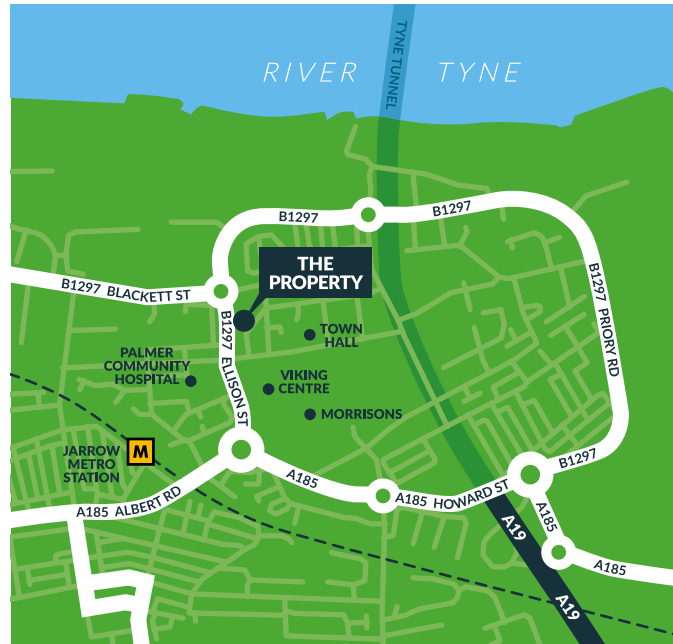 RIVER TYNE
TYNE TUNNEL
B1297
B1297
B1297 BLACKETT ST
THE
PROPERTY
B1297 PRIORY RD
B1297 ELLISON ST
TOWN
HALL
PALMER
COMMUNITY
HOSPITAL
VIKING
CENTRE
MORRISONS
JARROW
METRO
STATION
M
B1297
A185
A185 HOWARD ST
A185 ALBERT RD
A19
A185
A185
A19